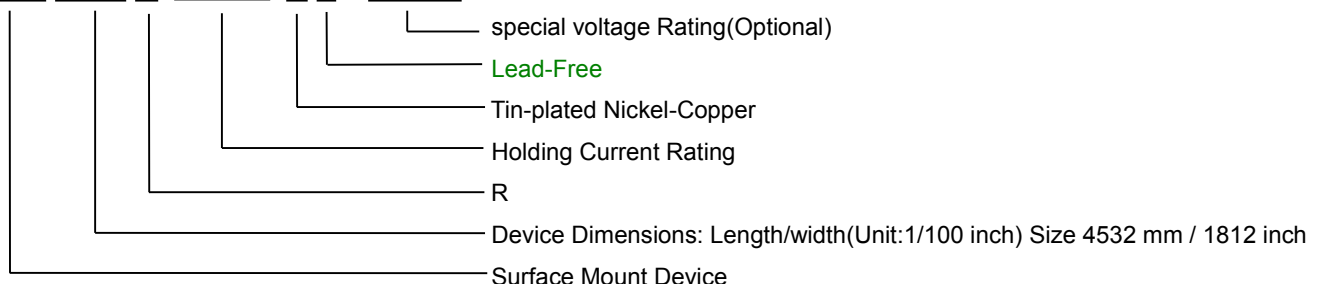 special voltage Rating(Optional)
Lead-Free
Tin-plated Nickel-Copper
Holding Current Rating
R
Device Dimensions: Length/width(Unit:1/100 inch) Size 4532 mm / 1812 inch
Surface Mount Device